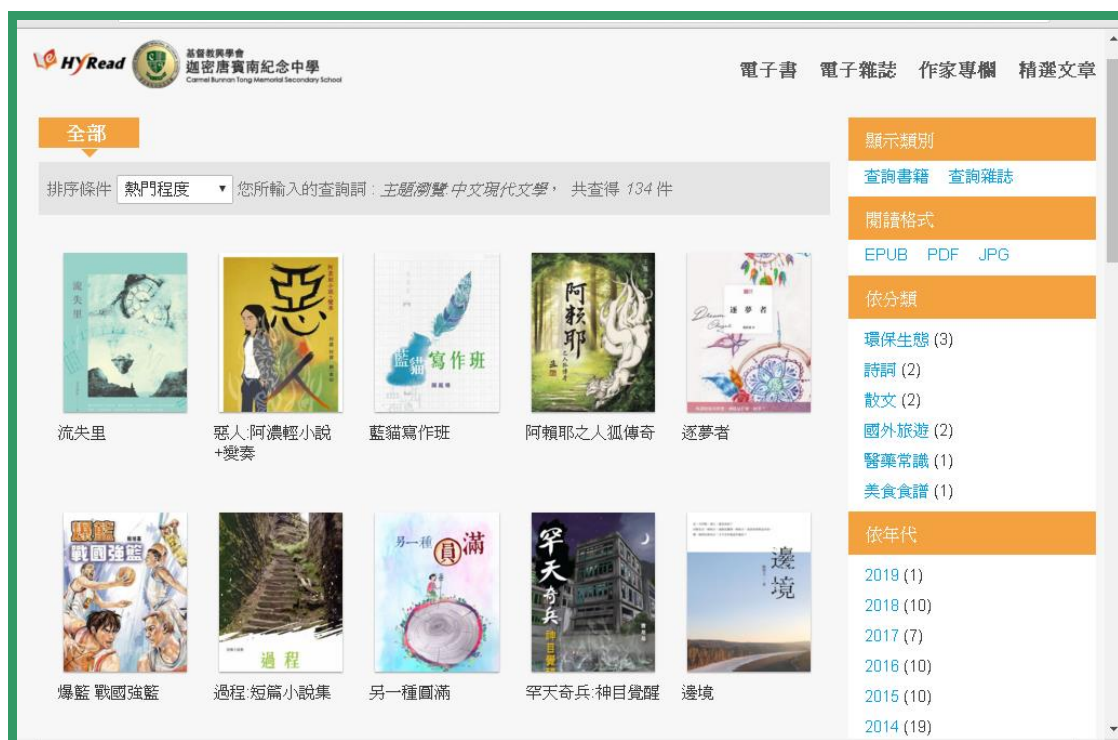 HyRead
基督教興學會
迦密唐賓南紀念中學
Carmel Bunnan Tong Memorial Secondary School
電子書 電子雜誌 作家專欄 精選文章
全部
排序條件 熱門程度 您所輸入的查詢詞 : 主題瀏覽 中文現代文學， 共查得 134 件
流失里
惡人
藍貓寫作班
阿賴耶
之人狐傳奇
逐夢者
流失里
惡人:阿濃輕小說
+變奏
藍貓寫作班
阿賴耶之人狐傳奇
逐夢者
爆籃
戰國強籃
過程
另一種圓滿
罕天奇兵
邊境
爆籃 戰國強籃
過程:短篇小說集
另一種圓滿
罕天奇兵:神目覺醒
邊境
顯示類別
查詢書籍 查詢雜誌
閱讀格式
EPUB PDF JPG
依分類
環保生態 (3)
詩詞 (2)
散文 (2)
國外旅遊 (2)
醫藥常識 (1)
美食食譜 (1)
依年代
2019 (1)
2018 (10)
2017 (7)
2016 (10)
2015 (10)
2014 (19)